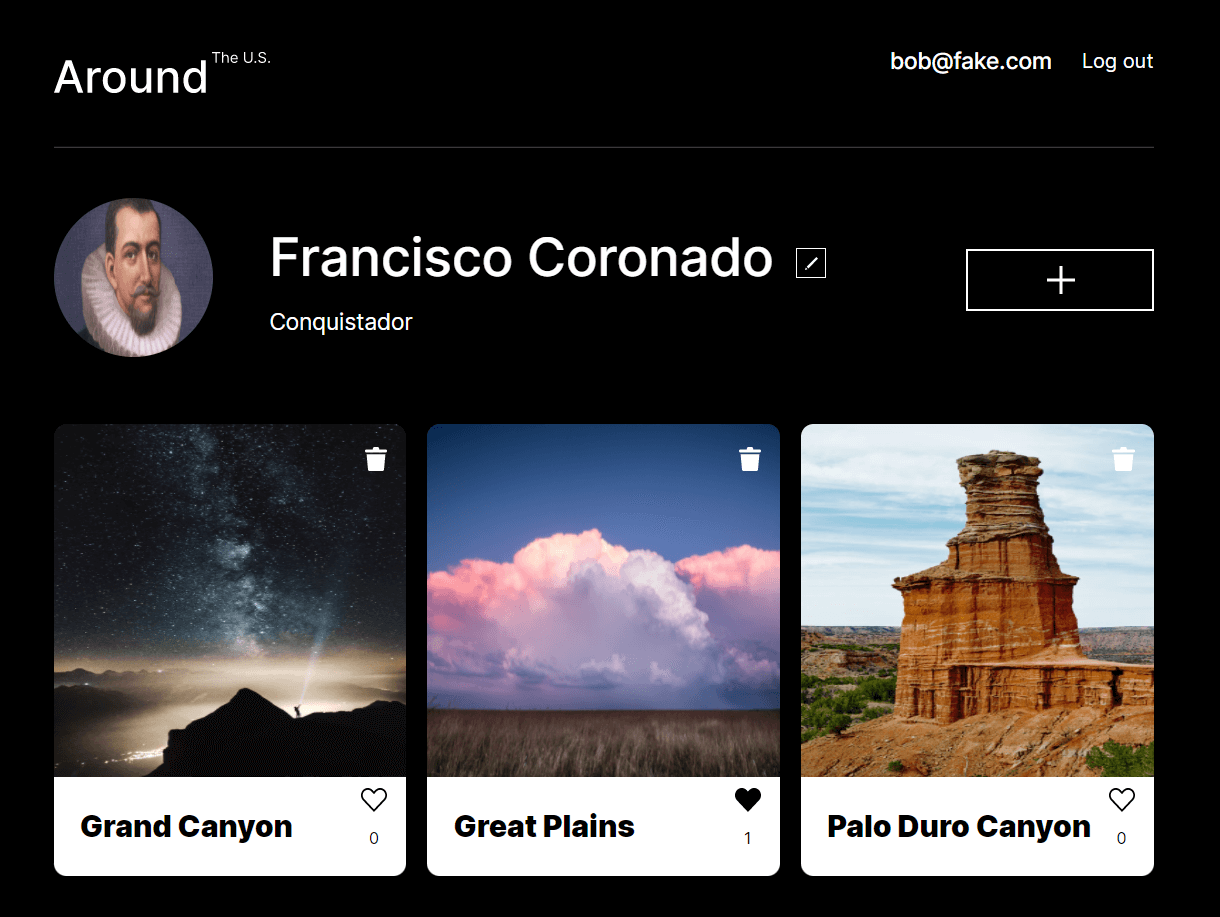 Around The U.S.
bob@fake.com Log out
Francisco Coronado
Conquistador
Grand Canyon
0
Great Plains
1
Palo Duro Canyon
0